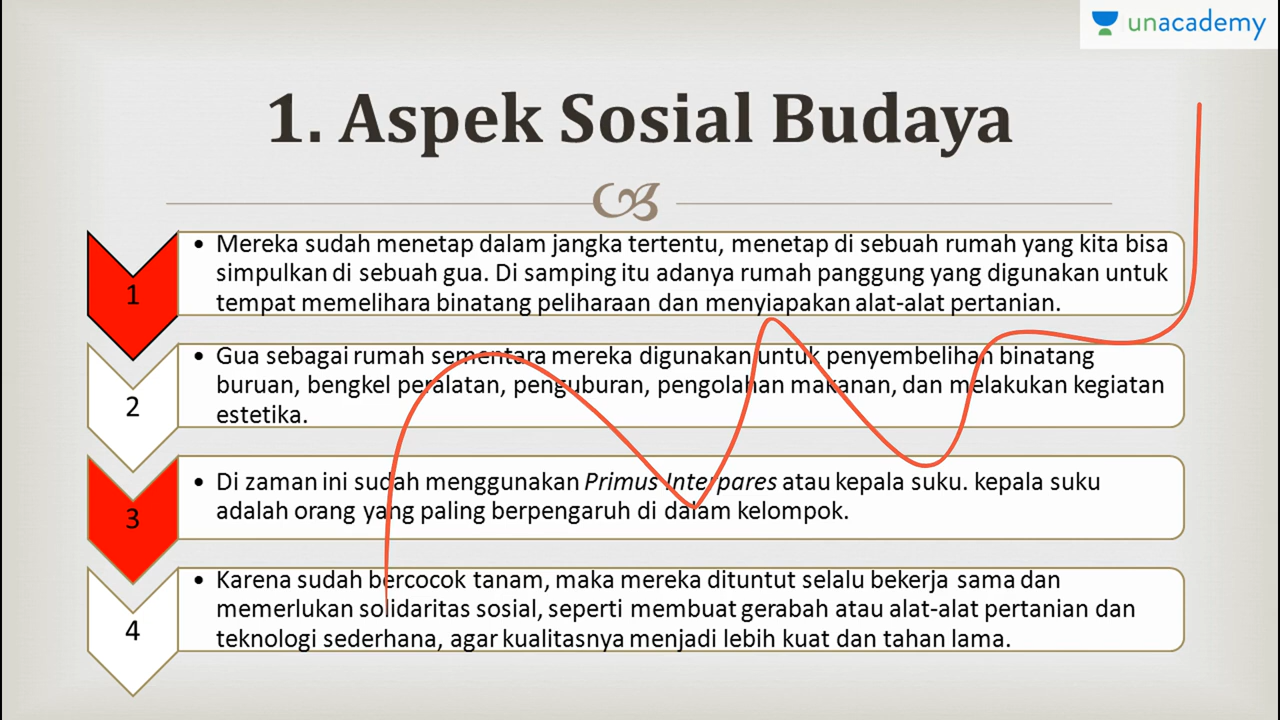 unacademy
1. Aspek Sosial Budaya
1
• Mereka sudah menetap dalam jangka tertentu, menetap di sebuah rumah yang kita bisa
simpulkan di sebuah gua. Di samping itu adanya rumah panggung yang digunakan untuk
tempat memelihara binatang peliharaan dan menyiapakan alat-alat pertanian.
2
• Gua sebagai rumah sementara mereka digunakan untuk penyembelihan binatang
buruan, bengkel peralatan, penguburan, pengolahan makanan, dan melakukan kegiatan
estetika.
3
• Di zaman ini sudah menggunakan Primus Interpares atau kepala suku. kepala suku
adalah orang yang paling berpengaruh di dalam kelompok.
4
• Karena sudah bercocok tanam, maka mereka dituntut selalu bekerja sama dan
memerlukan solidaritas sosial, seperti membuat gerabah atau alat-alat pertanian dan
teknologi sederhana, agar kualitasnya menjadi lebih kuat dan tahan lama.